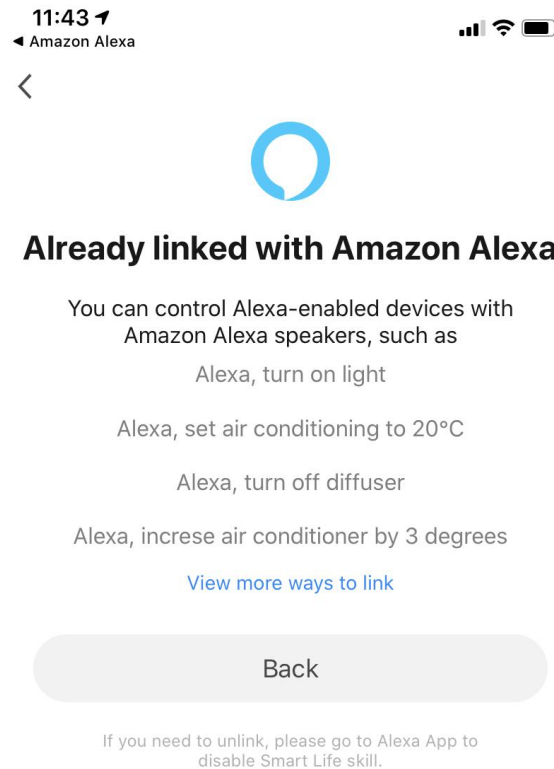 11:43
◀ Amazon Alexa
Already linked with Amazon Alexa
You can control Alexa-enabled devices with
Amazon Alexa speakers, such as
Alexa, turn on light
Alexa, set air conditioning to 20°C
Alexa, turn off diffuser
Alexa, increse air conditioner by 3 degrees
View more ways to link
Back
If you need to unlink, please go to Alexa App to
disable Smart Life skill.